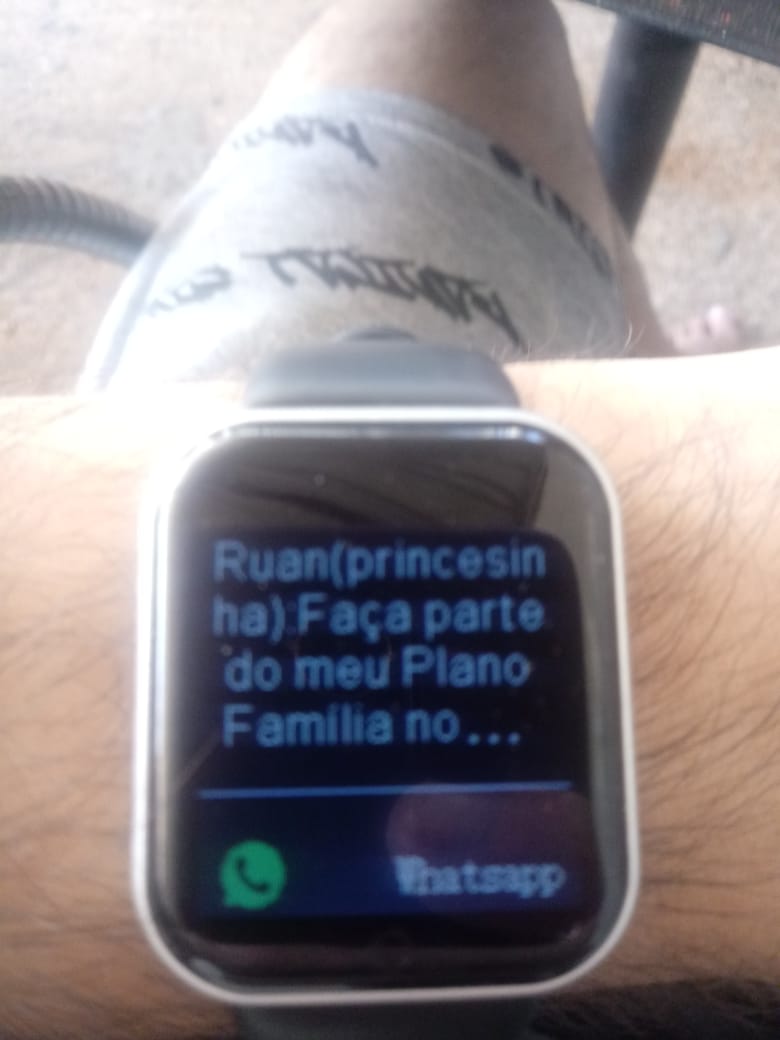 Ruan(princesin
ha):Faça parte
do meu Plano
Família no...
Whatsapp